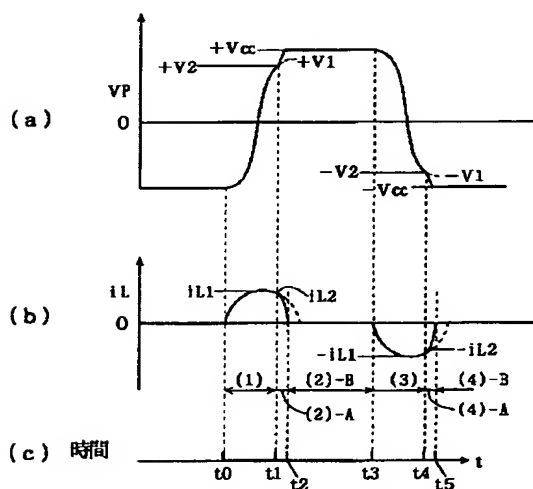 +Vcc
+V2
+V1
VP
(a)
0
-V2
-V1
-Vcc
iL
iL1
iL2
(b)
0
-iL1
-iL2
(1)
(2)-B
(3)
(4)-B
(2)-A
(4)-A
(c) 時間
t
t0
t1
t2
t3
t4
t5